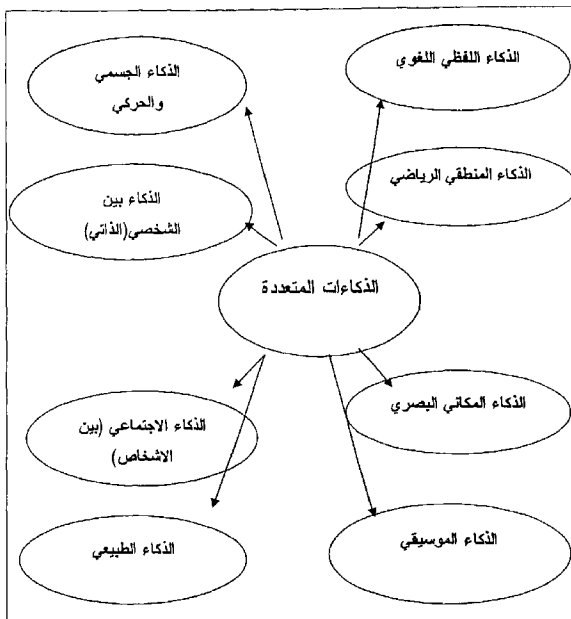 الذكاء اللفظي اللغوي
الذكاء الجسمي
والحركي
الذكاء المنطقي الرياضي
الذكاء بين
الشخصي(الذاتي)
الذكاءات المتعددة
الذكاء المكاني البصري
الذكاء الاجتماعي (بين
الاشخاص)
الذكاء الموسيقي
الذكاء الطبيعي